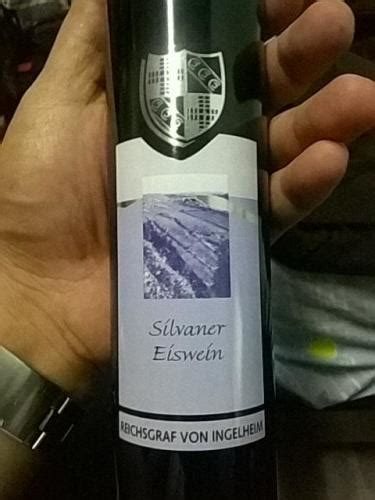 Silvaner
Eiswein
REICHSGRAF VON INGELHEIM